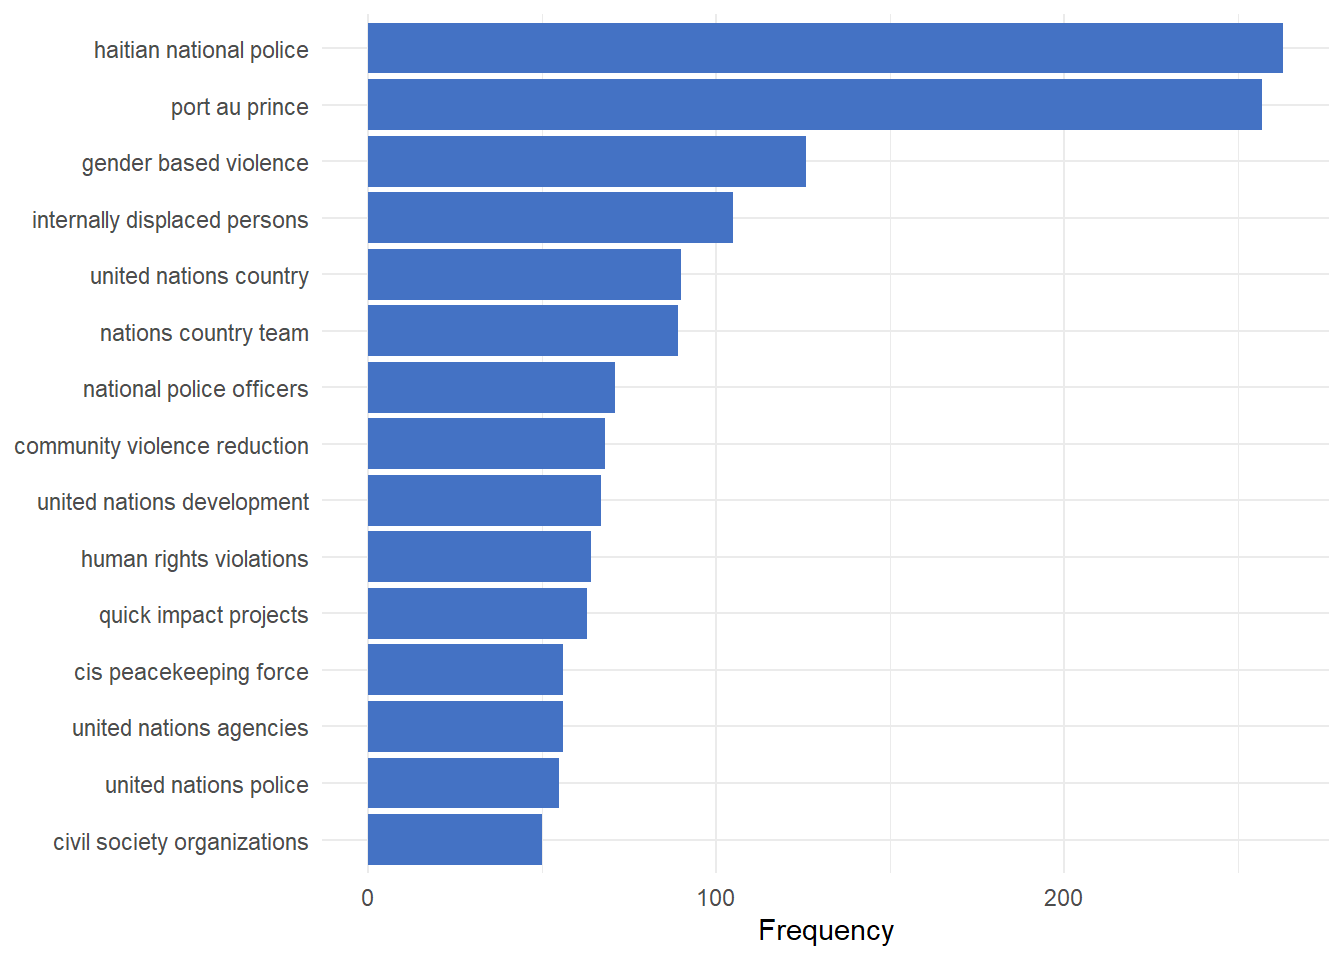 haitian national police
port au prince
gender based violence
internally displaced persons
united nations country
nations country team
national police officers
community violence reduction
united nations development
human rights violations
quick impact projects
cis peacekeeping force
united nations agencies
united nations police
civil society organizations
0 100 200
Frequency